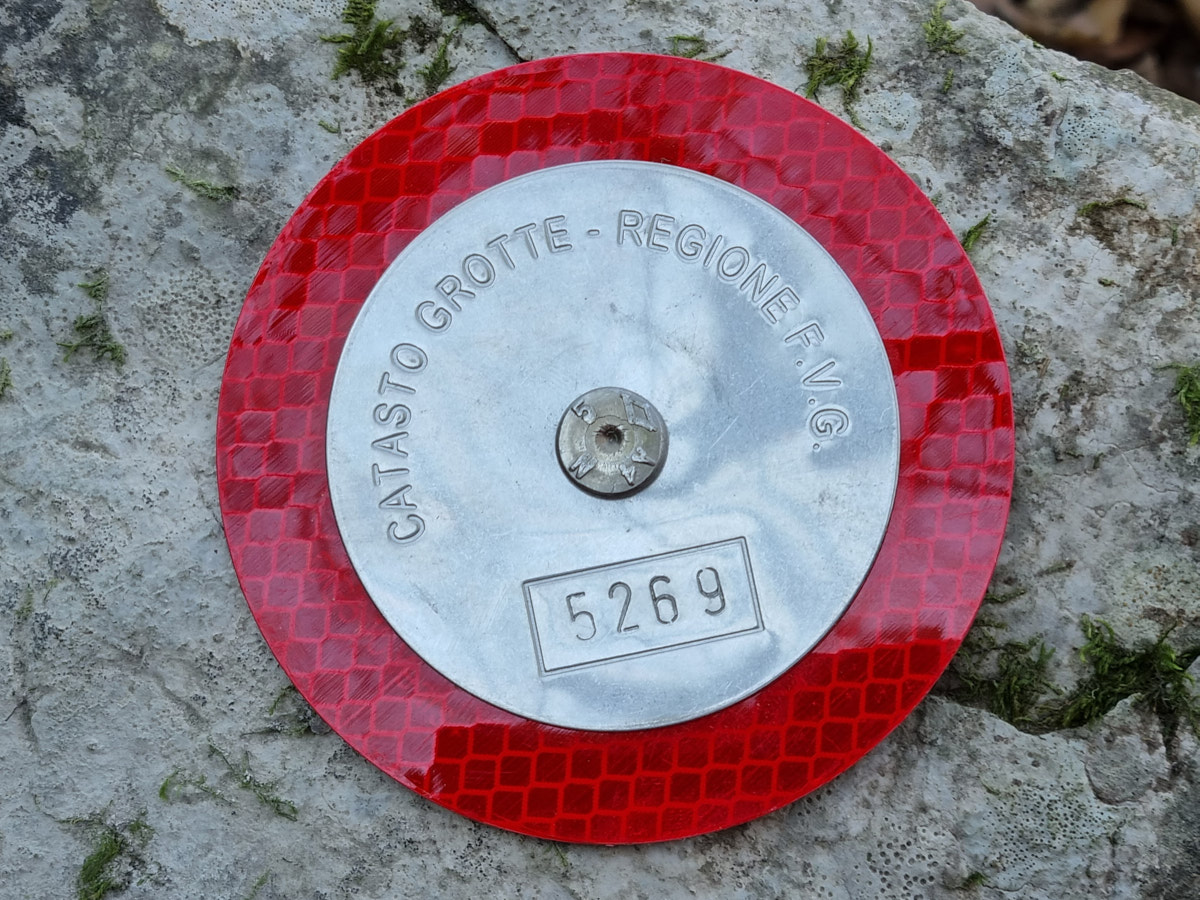 CATASTO GROTTE - REGIONE F.V.G.
5269